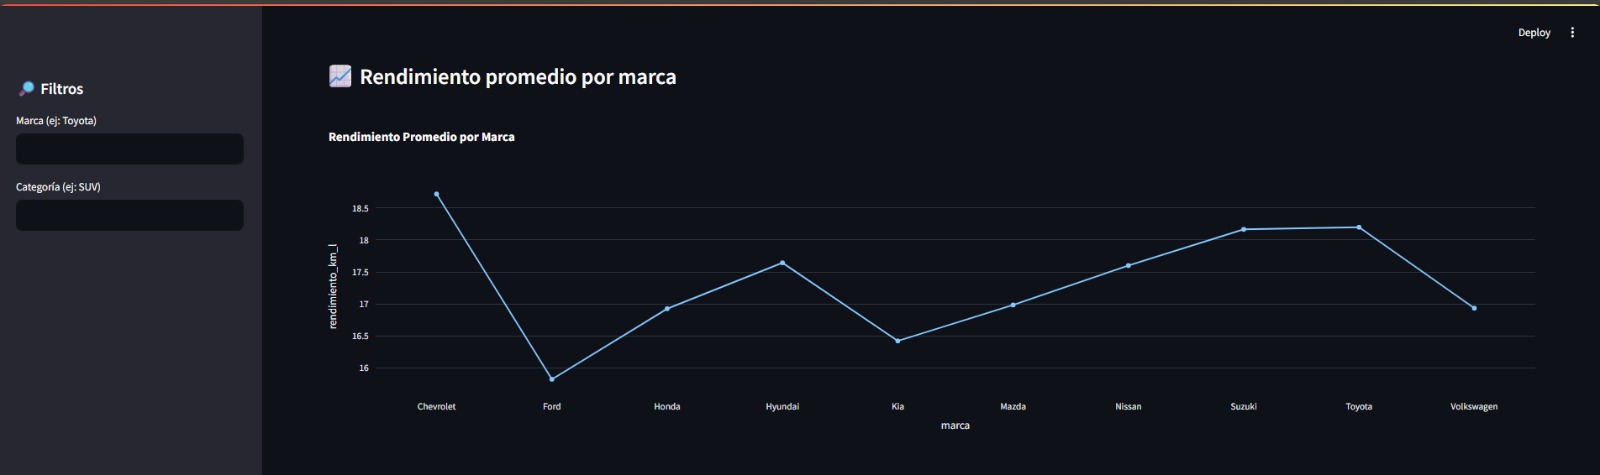 Deploy
Filtros
Marca (ej: Toyota)
Categoría (ej: SUV)
Rendimiento promedio por marca
Rendimiento Promedio por Marca
rendimiento_km_l
18.5
18
17.5
17
16.5
16
Chevrolet Ford Honda Hyundai Kia Mazda Nissan Suzuki Toyota Volkswagen
marca